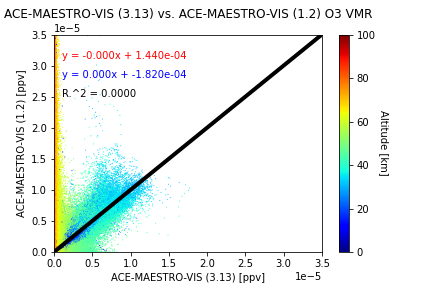 ACE-MAESTRO-VIS (3.13) vs. ACE-MAESTRO-VIS (1.2) O3 VMR
1e-5
3.5
3.0
2.5
2.0
1.5
1.0
0.5
0.0
ACE-MAESTRO-VIS (1.2) [ppv]
y = -0.000x + 1.440e-04
y = 0.000x + -1.820e-04
R.^2 = 0.0000
0.0 0.5 1.0 1.5 2.0 2.5 3.0 3.5
1e-5
ACE-MAESTRO-VIS (3.13) [ppv]
100
80
60
40
20
0
Altitude [km]